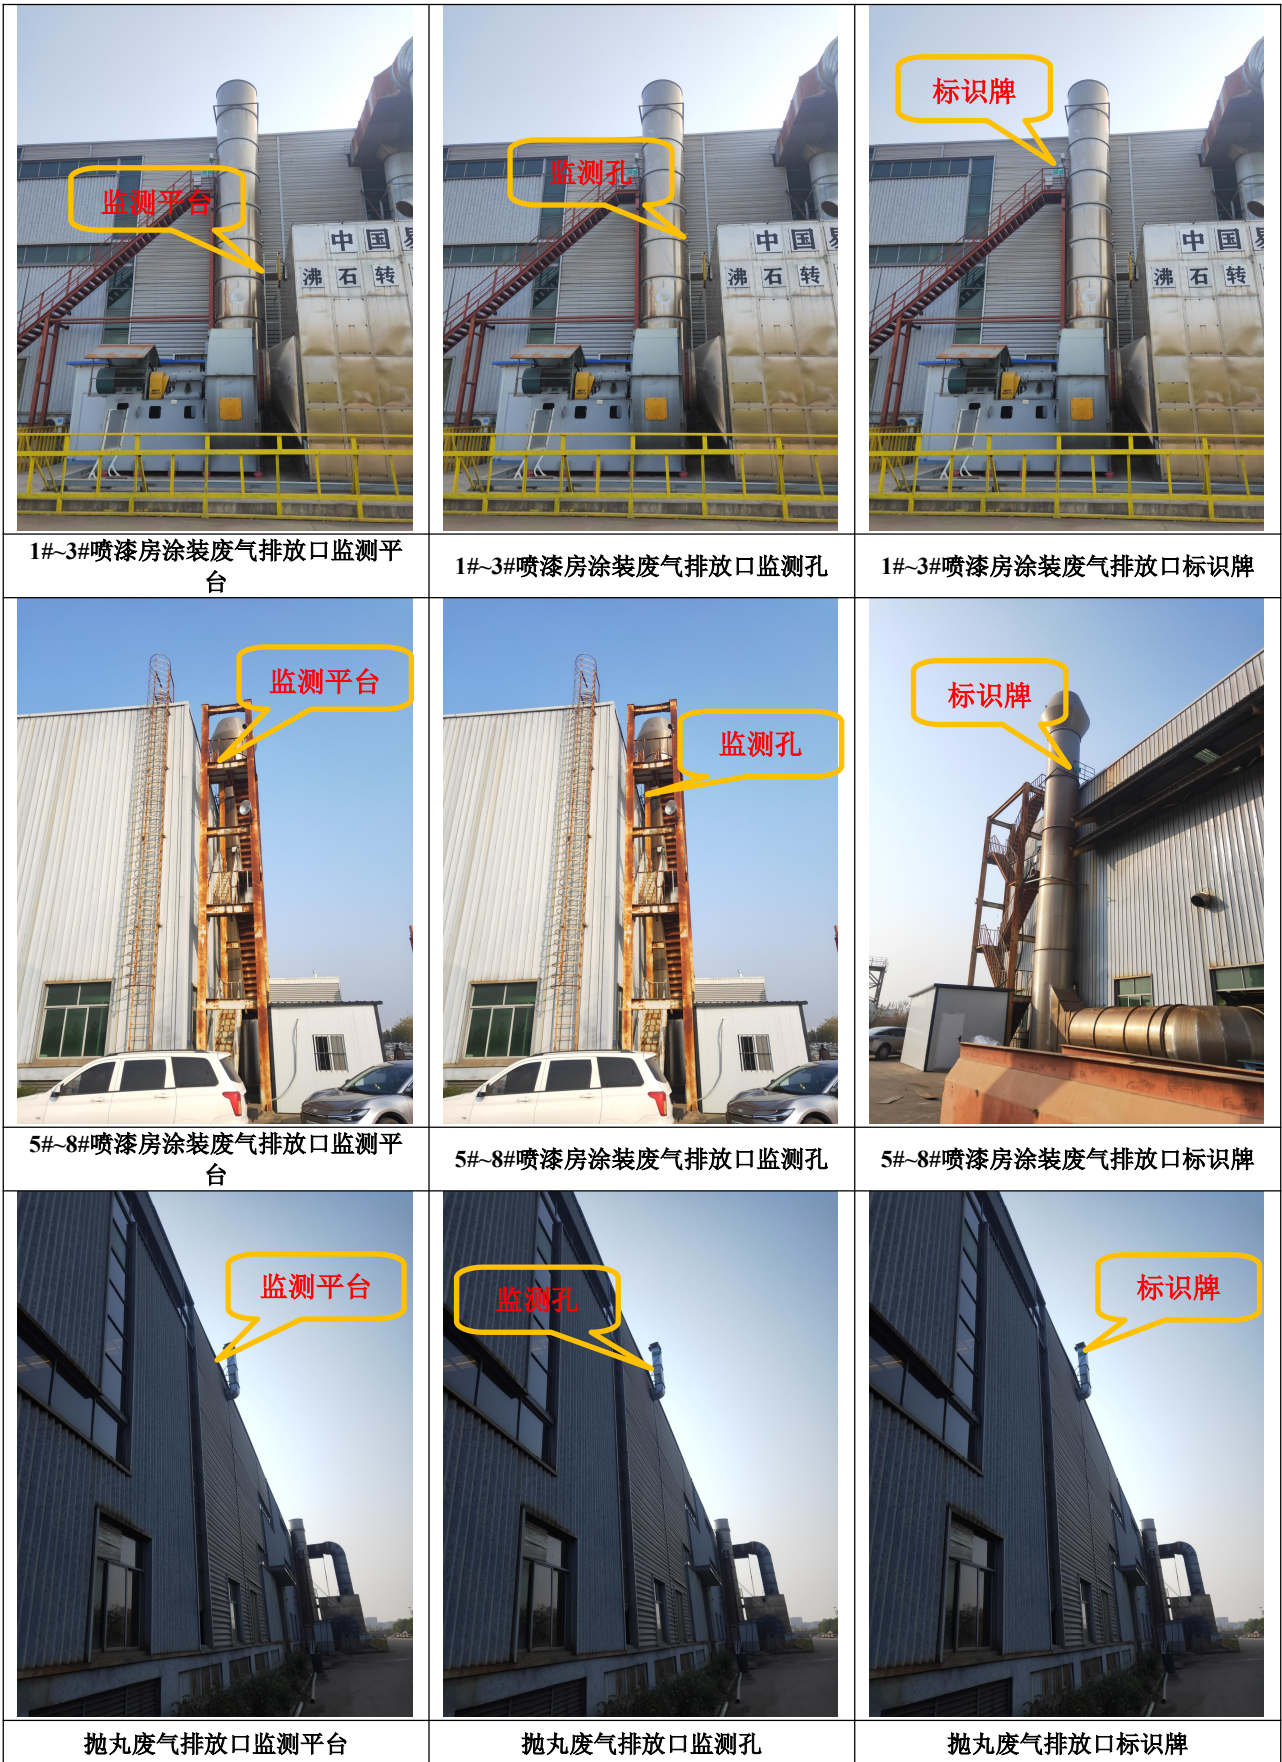 监测平台
中国易
沸石转
监测孔
中国易
沸石转
标识牌
中国易
沸石转
1#~3#喷漆房涂装废气排放口监测平
台
1#~3#喷漆房涂装废气排放口监测孔
1#~3#喷漆房涂装废气排放口标识牌
监测平台
监测孔
标识牌
5#~8#喷漆房涂装废气排放口监测平
台
5#~8#喷漆房涂装废气排放口监测孔
5#~8#喷漆房涂装废气排放口标识牌
监测平台
监测孔
标识牌
抛丸废气排放口监测平台
抛丸废气排放口监测孔
抛丸废气排放口标识牌